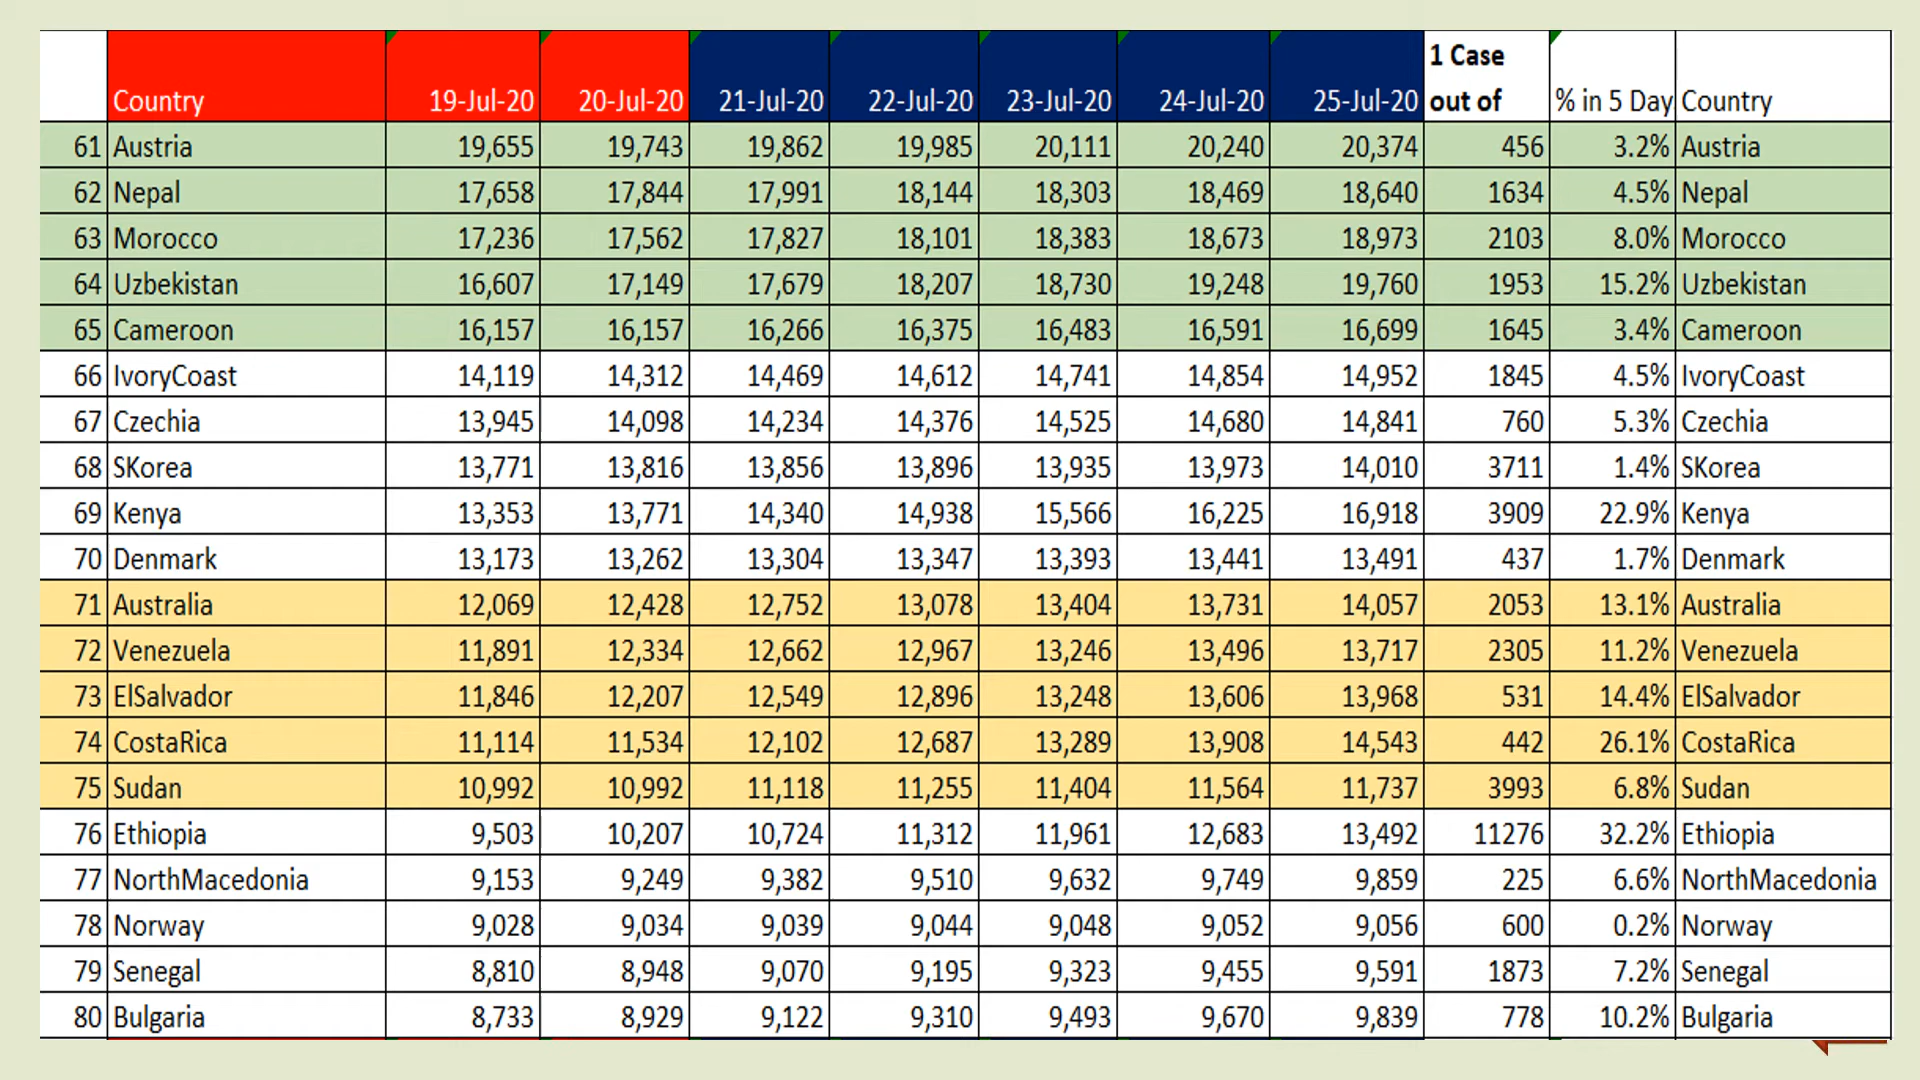 Country 19-Jul-20 20-Jul-20 21-Jul-20 22-Jul-20 23-Jul-20 24-Jul-20 25-Jul-20 1 Case out of % in 5 Day Country
61 Austria 19,655 19,743 19,862 19,985 20,111 20,240 20,374 456 3.2% Austria
62 Nepal 17,658 17,844 17,991 18,144 18,303 18,469 18,640 1634 4.5% Nepal
63 Morocco 17,236 17,562 17,827 18,101 18,383 18,673 18,973 2103 8.0% Morocco
64 Uzbekistan 16,607 17,149 17,679 18,207 18,730 19,248 19,760 1953 15.2% Uzbekistan
65 Cameroon 16,157 16,157 16,266 16,375 16,483 16,591 16,699 1645 3.4% Cameroon
66 IvoryCoast 14,119 14,312 14,469 14,612 14,741 14,854 14,952 1845 4.5% IvoryCoast
67 Czechia 13,945 14,098 14,234 14,376 14,525 14,680 14,841 760 5.3% Czechia
68 SKorea 13,771 13,816 13,856 13,896 13,935 13,973 14,010 3711 1.4% SKorea
69 Kenya 13,353 13,771 14,340 14,938 15,566 16,225 16,918 3909 22.9% Kenya
70 Denmark 13,173 13,262 13,304 13,347 13,393 13,441 13,491 437 1.7% Denmark
71 Australia 12,069 12,428 12,752 13,078 13,404 13,731 14,057 2053 13.1% Australia
72 Venezuela 11,891 12,334 12,662 12,967 13,246 13,496 13,717 2305 11.2% Venezuela
73 ElSalvador 11,846 12,207 12,549 12,896 13,248 13,606 13,968 531 14.4% ElSalvador
74 CostaRica 11,114 11,534 12,102 12,687 13,289 13,908 14,543 442 26.1% CostaRica
75 Sudan 10,992 10,992 11,118 11,255 11,404 11,564 11,737 3993 6.8% Sudan
76 Ethiopia 9,503 10,207 10,724 11,312 11,961 12,683 13,492 11276 32.2% Ethiopia
77 NorthMacedonia 9,153 9,249 9,382 9,510 9,632 9,749 9,859 225 6.6% NorthMacedonia
78 Norway 9,028 9,034 9,039 9,044 9,048 9,052 9,056 600 0.2% Norway
79 Senegal 8,810 8,948 9,070 9,195 9,323 9,455 9,591 1873 7.2% Senegal
80 Bulgaria 8,733 8,929 9,122 9,310 9,493 9,670 9,839 778 10.2% Bulgaria